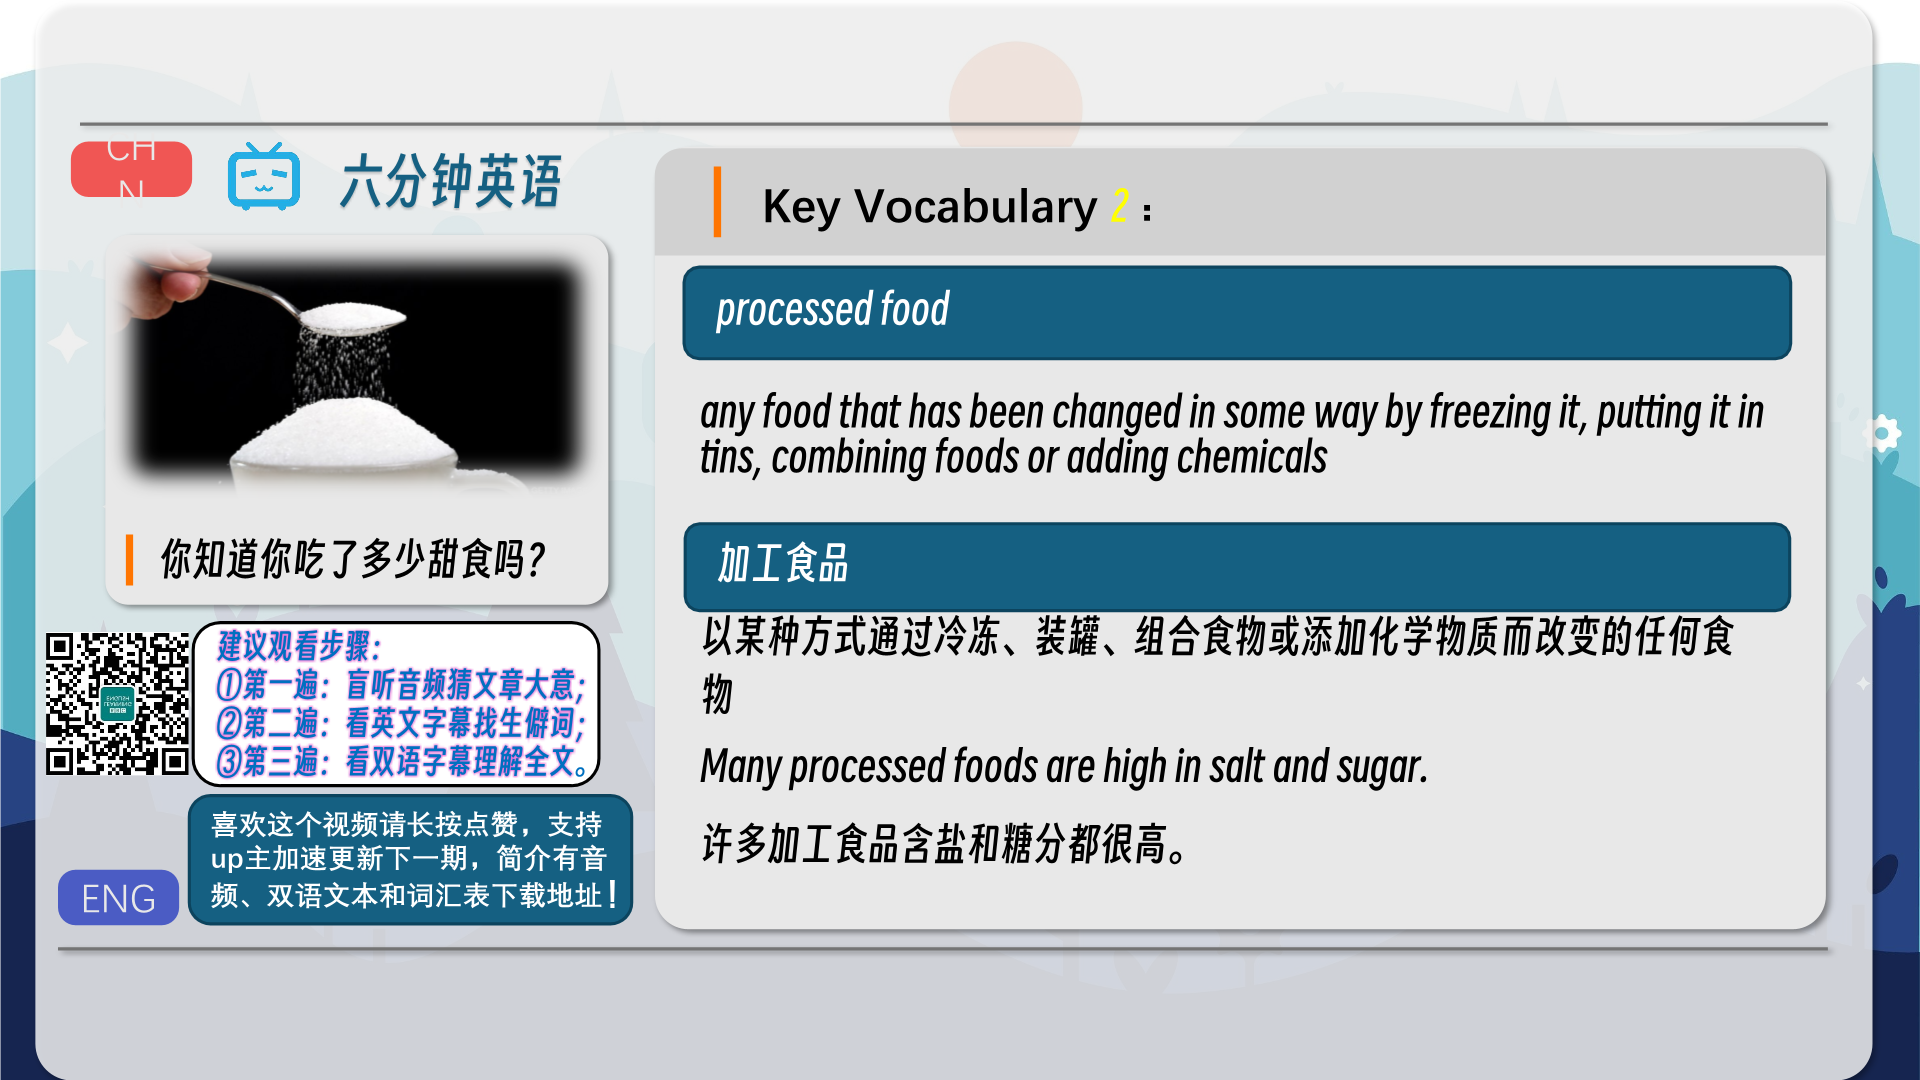 CH
N
六分钟英语
你知道你吃了多少甜食吗?
建议观看步骤:
①第一遍: 盲听音频猜文章大意;
②第二遍: 看英文字幕找生僻词;
③第三遍: 看双语字幕理解全文。
喜欢这个视频请长按点赞，支持
up主加速更新下一期，简介有音
频、双语文本和词汇表下载地址！
ENG
Key Vocabulary 2：
processed food
any food that has been changed in some way by freezing it, putting it in
tins, combining foods or adding chemicals
加工食品
以某种方式通过冷冻、装罐、组合食物或添加化学物质而改变的任何食
物
Many processed foods are high in salt and sugar.
许多加工食品含盐和糖分都很高。